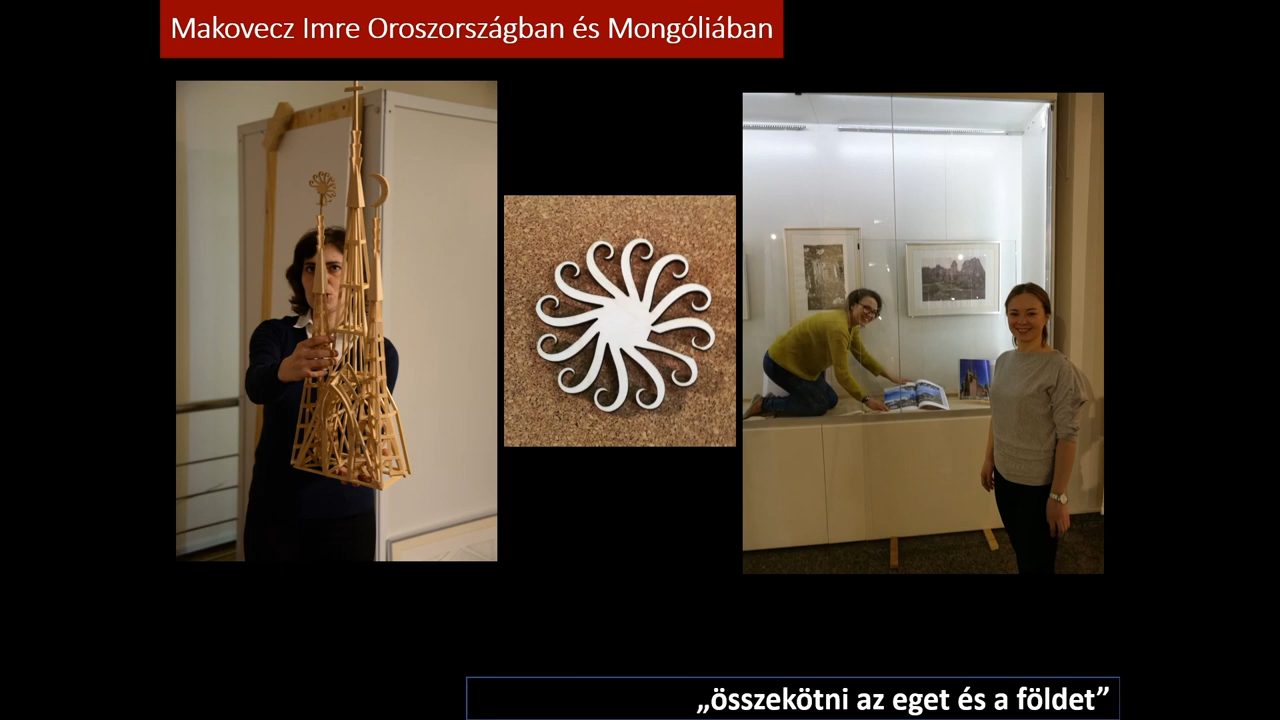 Makovecz Imre Oroszországban és Mongóliában
„összekötni az eget és a földet”